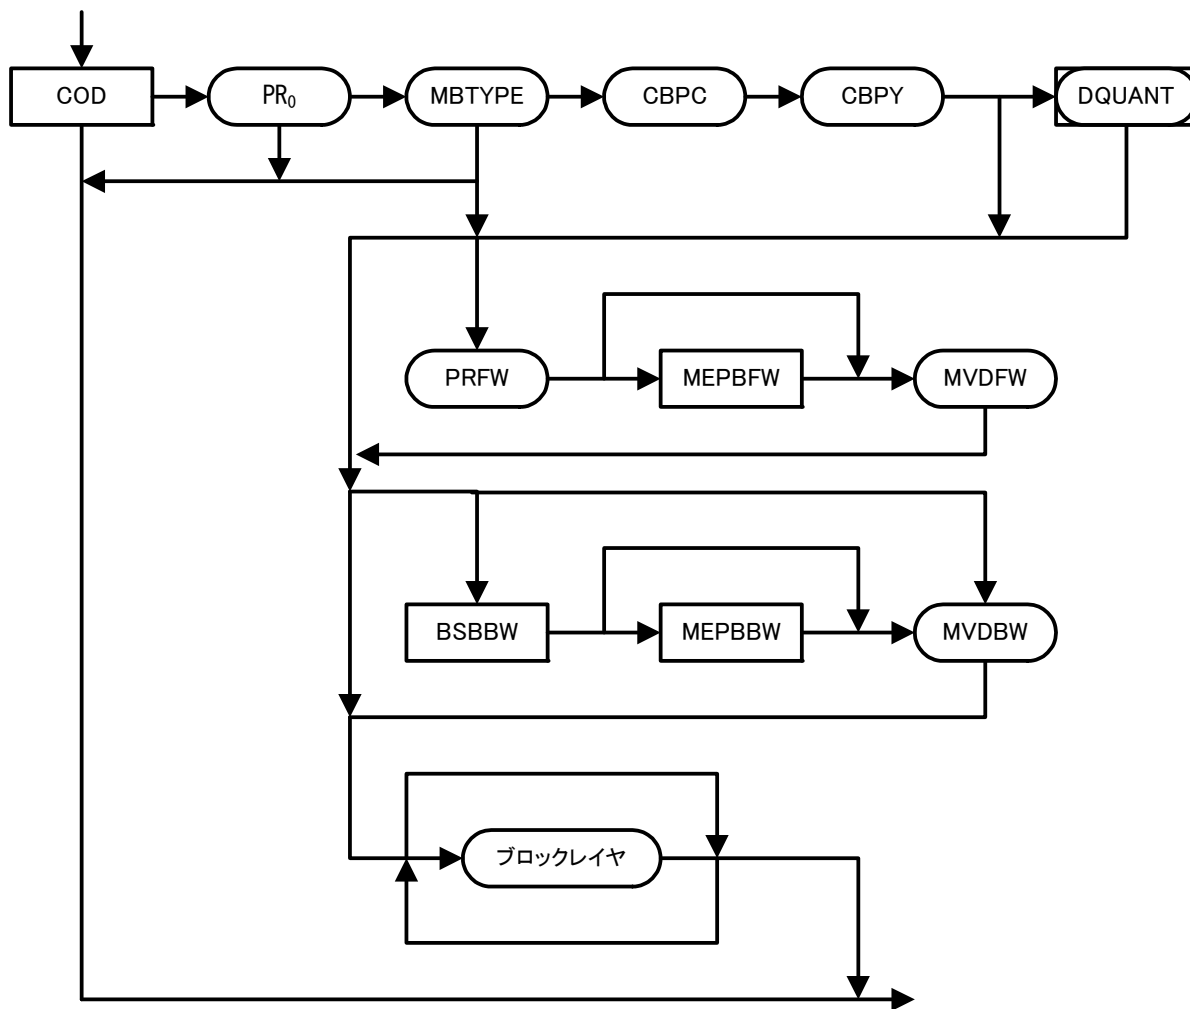 COD
PR₀
MBTYPE
CBPC
CBPY
DQUANT
PRFW
MEPBFW
MVDFW
BSBBW
MEPBBW
MVDBW
ブロックレイヤ